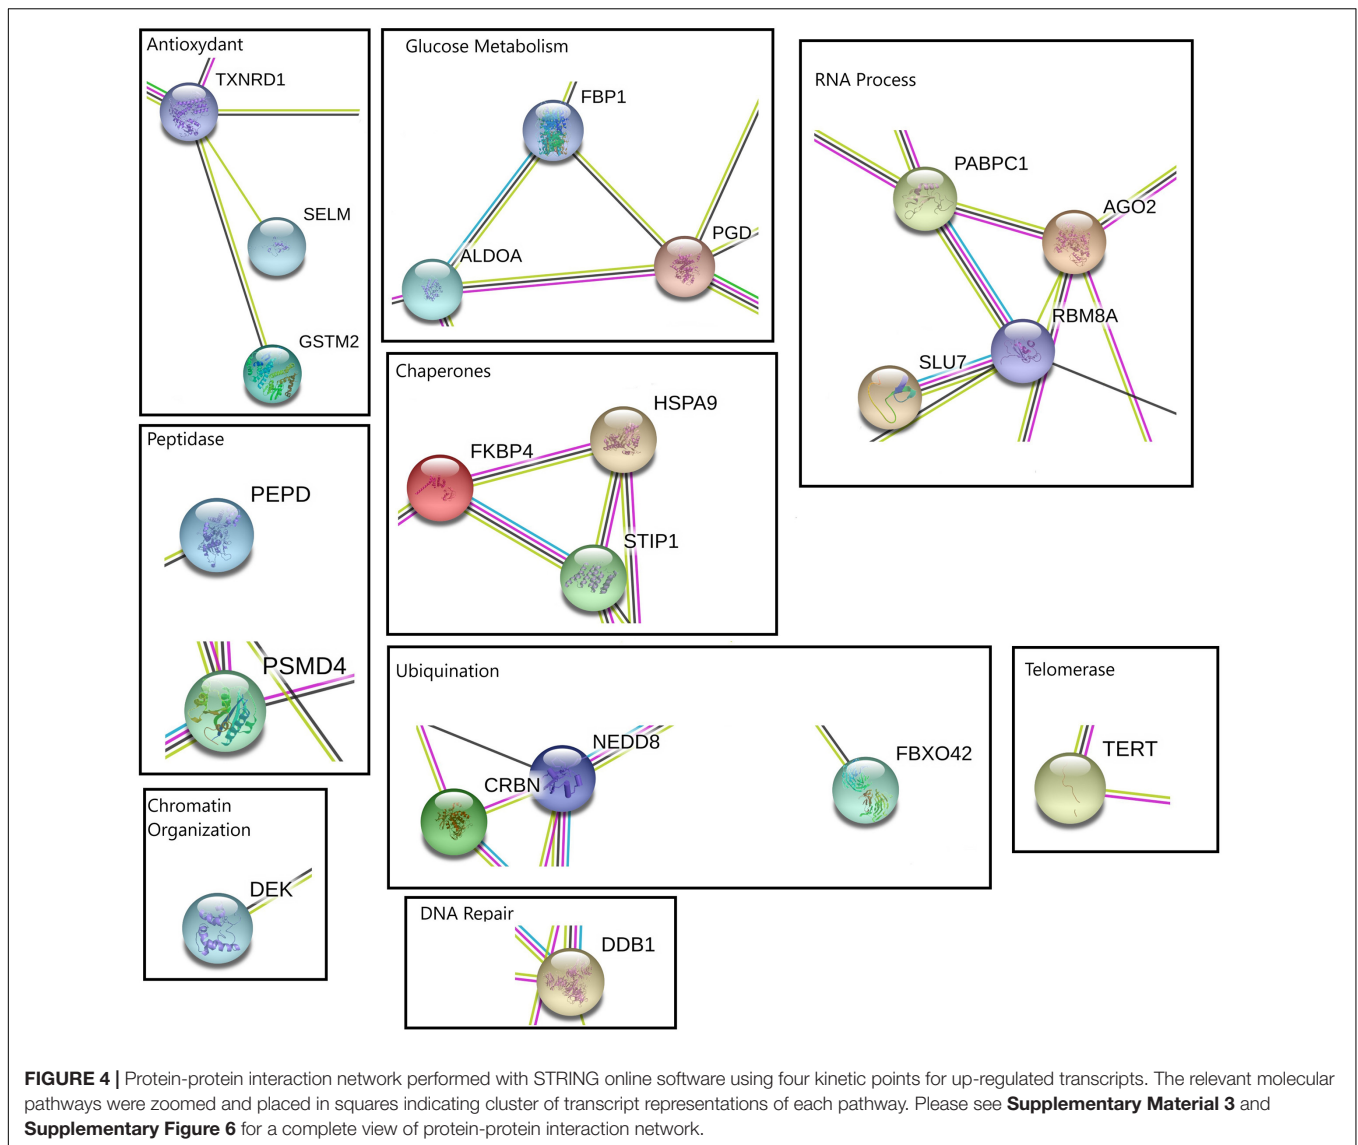 Antioxydant
TXNRD1
SELM
GSTM2
Glucose Metabolism
FBP1
ALDOA
PGD
RNA Process
PABPC1
AGO2
RBM8A
SLU7
Chaperones
HSPA9
FKBP4
STIP1
Peptidase
PEPD
PSMD4
Ubiquination
NEDD8
CRBN
FBXO42
Telomerase
TERT
Chromatin
Organization
DEK
DNA Repair
DDB1
FIGURE 4 | Protein-protein interaction network performed with STRING online software using four kinetic points for up-regulated transcripts. The relevant molecular
pathways were zoomed and placed in squares indicating cluster of transcript representations of each pathway. Please see Supplementary Material 3 and
Supplementary Figure 6 for a complete view of protein-protein interaction network.